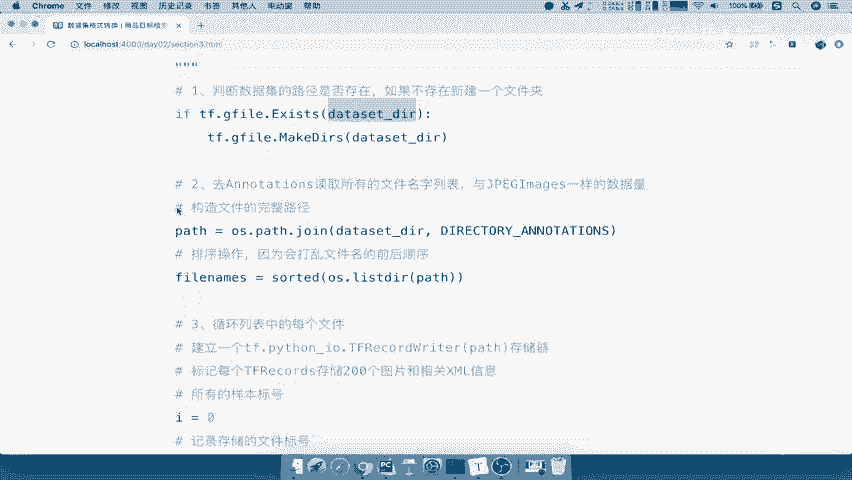 Chrome 文件 修改 视图 历史记录 书签 其他人 电动窗 帮助 100%
数据集格式转换 | 商品目标检测
localhost:4000/day02/section3.html
"""
# 1、判断数据集的路径是否存在，如果不存在新建一个文件夹
if tf.gfile.Exists(dataset_dir):
tf.gfile.MakeDirs(dataset_dir)
# 2、去Annotations读取所有的文件名字列表，与JPEGImages一样的数据量
# 构造文件的完整路径
path = os.path.join(dataset_dir, DIRECTORY_ANNOTATIONS)
# 排序操作，因为会打乱文件名的前后顺序
filenames = sorted(os.listdir(path))
# 3、循环列表中的每个文件
# 建立一个tf.python_io.TFRecordWriter(path)存储器
# 标记每个TFRecords存储200个图片和相关XML信息
# 所有的样本标号
i = 0
# 记录存储的文件标号